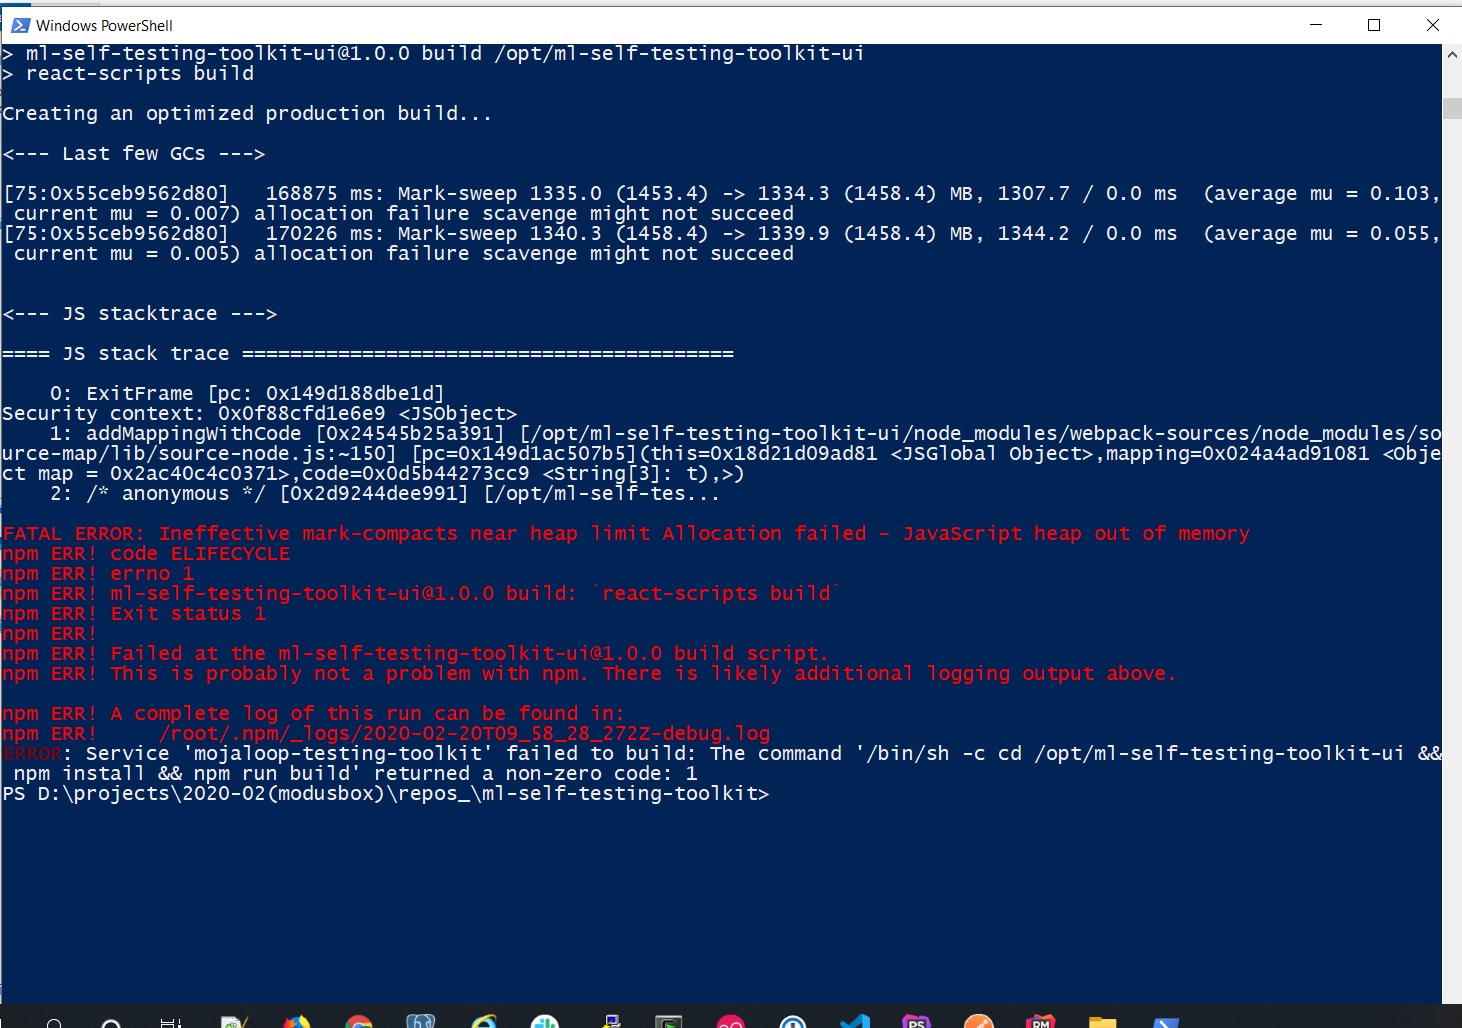 Windows PowerShell
> ml-self-testing-toolkit-ui@1.0.0 build /opt/ml-self-testing-toolkit-ui
> react-scripts build
Creating an optimized production build...
<--- Last few GCs --->
[75:0x55ceb9562d80]   168875 ms: Mark-sweep 1335.0 (1453.4) -> 1334.3 (1458.4) MB, 1307.7 / 0.0 ms  (average mu = 0.103,
 current mu = 0.007) allocation failure scavenge might not succeed
[75:0x55ceb9562d80]   170226 ms: Mark-sweep 1340.3 (1458.4) -> 1339.9 (1458.4) MB, 1344.2 / 0.0 ms  (average mu = 0.055,
 current mu = 0.005) allocation failure scavenge might not succeed
<--- JS stacktrace --->
==== JS stack trace =========================================
    0: ExitFrame [pc: 0x149d188dbe1d]
Security context: 0x0f88cfd1e6e9 <JSObject>
    1: addMappingWithCode [0x24545b25a391] [/opt/ml-self-testing-toolkit-ui/node_modules/webpack-sources/node_modules/so
urce-map/lib/source-node.js:~150] [pc=0x149d1ac507b5](this=0x18d21d09ad81 <JSGlobal Object>,mapping=0x024a4ad91081 <Obje
ct map = 0x2ac40c4c0371>,code=0x0d5b44273cc9 <String[3]: t),>)
    2: /* anonymous */ [0x2d9244dee991] [/opt/ml-self-tes...
FATAL ERROR: Ineffective mark-compacts near heap limit Allocation failed - JavaScript heap out of memory
npm ERR! code ELIFECYCLE
npm ERR! errno 1
npm ERR! ml-self-testing-toolkit-ui@1.0.0 build: `react-scripts build`
npm ERR! Exit status 1
npm ERR!
npm ERR! Failed at the ml-self-testing-toolkit-ui@1.0.0 build script.
npm ERR! This is probably not a problem with npm. There is likely additional logging output above.
npm ERR! A complete log of this run can be found in:
npm ERR!     /root/.npm/_logs/2020-02-20T09_58_28_272Z-debug.log
ERROR: Service 'mojaloop-testing-toolkit' failed to build: The command '/bin/sh -c cd /opt/ml-self-testing-toolkit-ui &&
 npm install && npm run build' returned a non-zero code: 1
PS D:\projects\2020-02(modusbox)\repos_\ml-self-testing-toolkit>
PS
RM